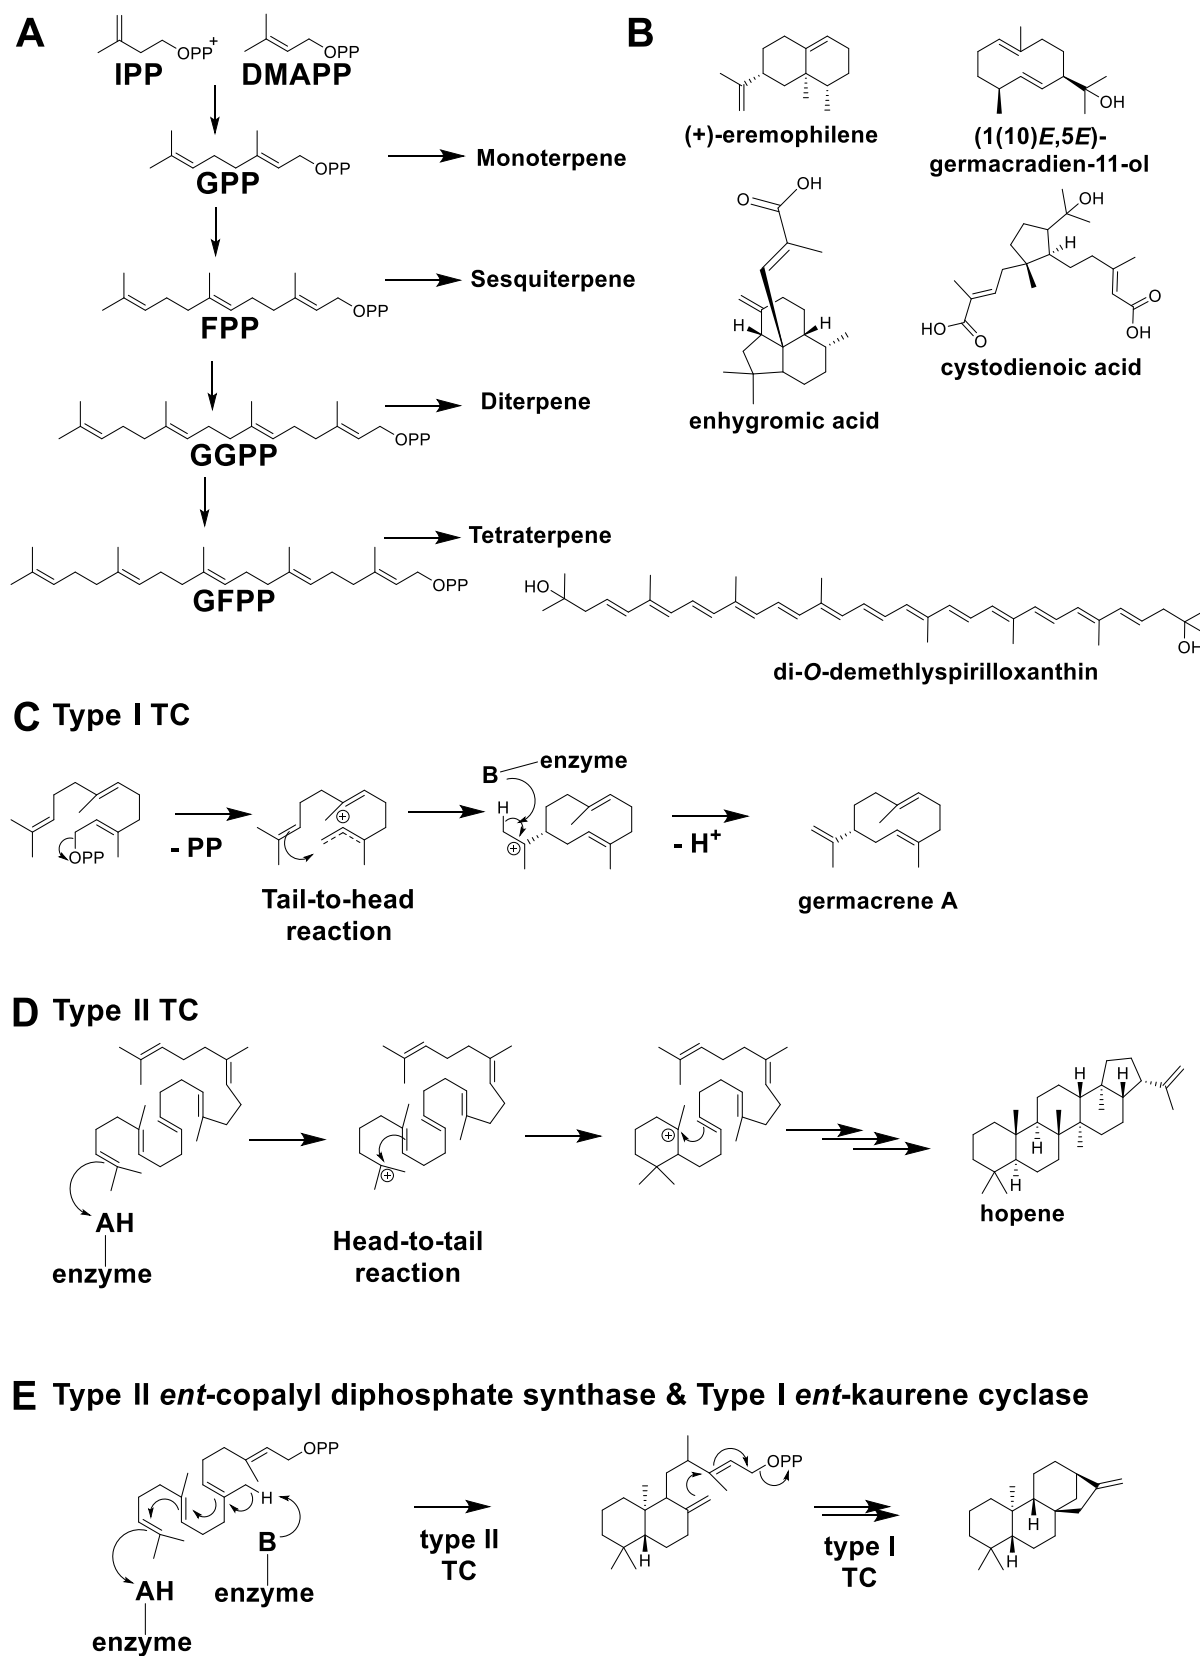 A
OPP
+
OPP
IPP
DMAPP
OPP
GPP
Monoterpene
OPP
FPP
Sesquiterpene
OPP
GGPP
Diterpene
OPP
GFPP
Tetraterpene
B
(+)-eremophilene
OH
(1(10)E,5E)-
germacradien-11-ol
O
OH
H
H
enhygromic acid
OH
H
HO
O
O
OH
cystodienoic acid
HO
OH
di-O-demethlyspirilloxanthin
C Type I TC
OPP
- PP
Tail-to-head
reaction
B
enzyme
H
- H+
germacrene A
D Type II TC
AH
enzyme
Head-to-tail
reaction
H
H
H
H
hopene
E Type II ent-copalyl diphosphate synthase & Type I ent-kaurene cyclase
OPP
H
B
enzyme
AH
enzyme
type II
TC
OPP
H
type I
TC
H
H